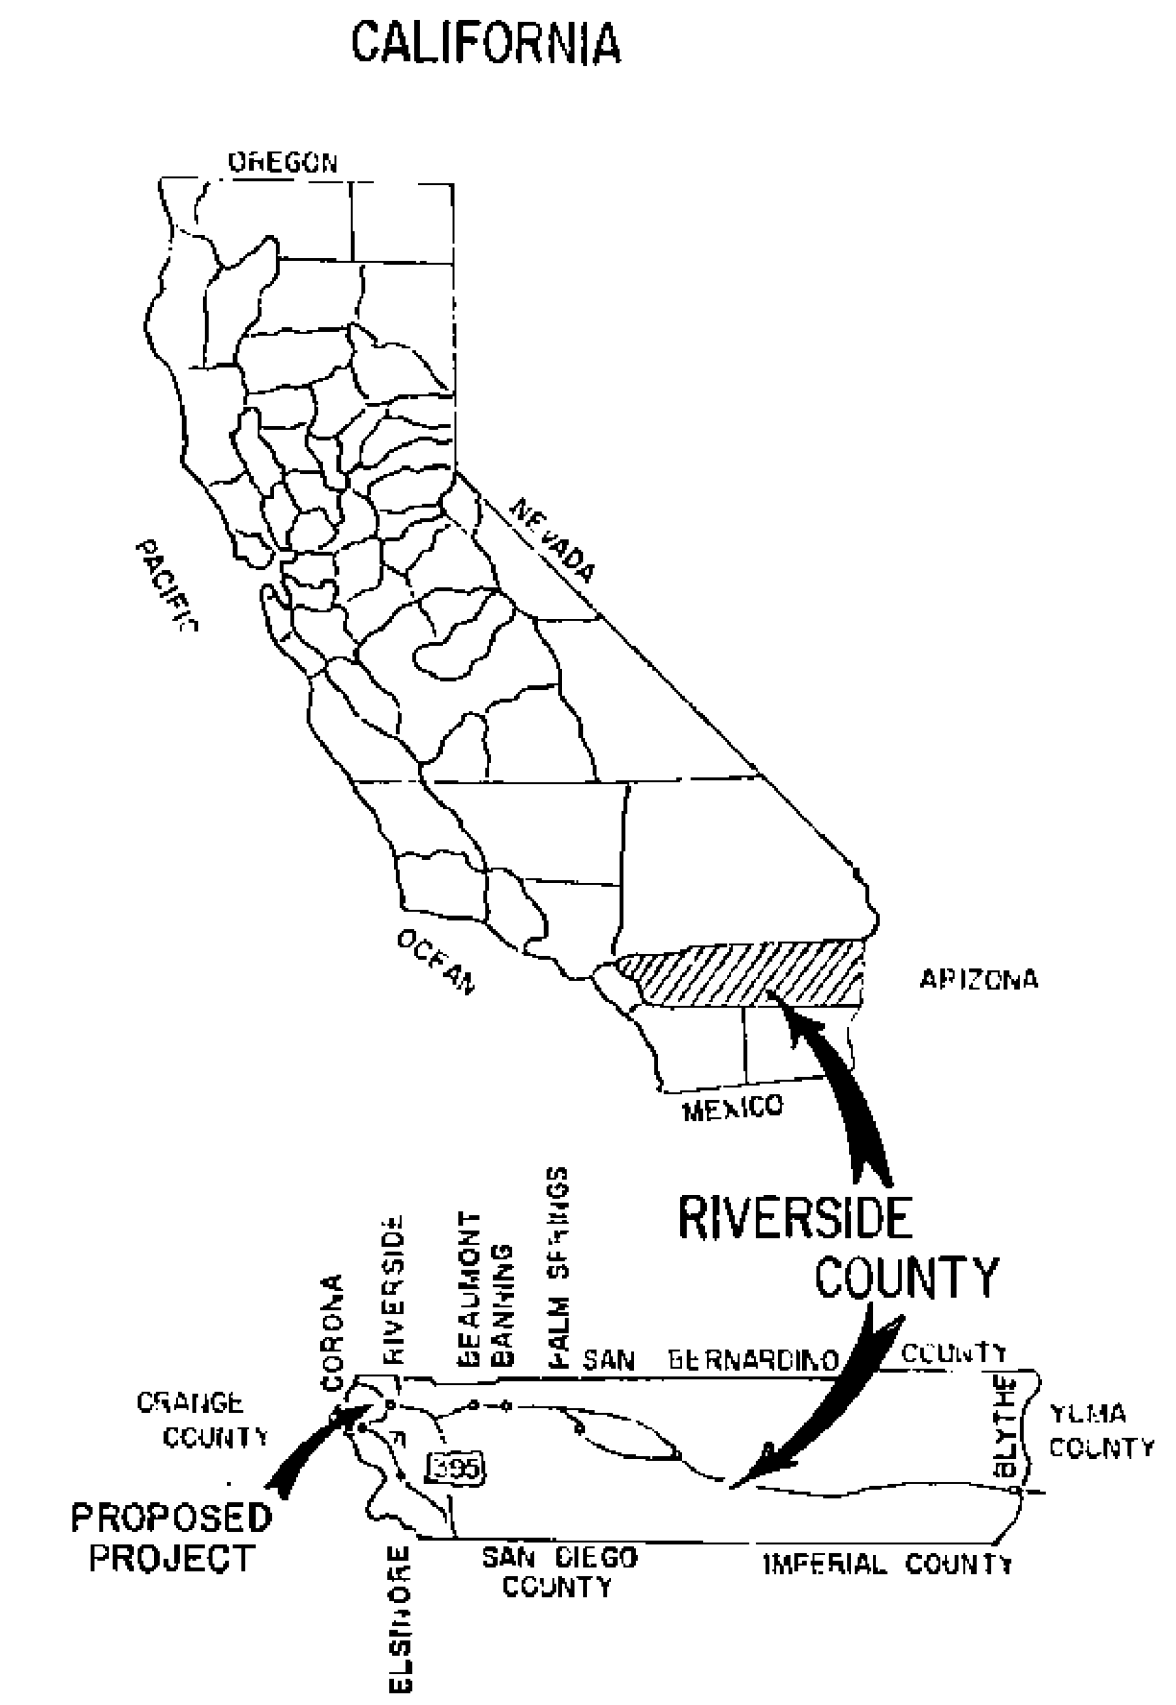 CALIFORNIA
OREGON
NEVADA
PACIFIC
OCEAN
ARIZONA
MEXICO
RIVERSIDE
COUNTY
CORONA
RIVERSIDE
BEAUMONT
BANNING
PALM SPRINGS
SAN BERNARDINO COUNTY
ORANGE
COUNTY
BLYTHE
YUMA
COUNTY
395
PROPOSED
PROJECT
ELSINORE
SAN DIEGO
COUNTY
IMPERIAL COUNTY